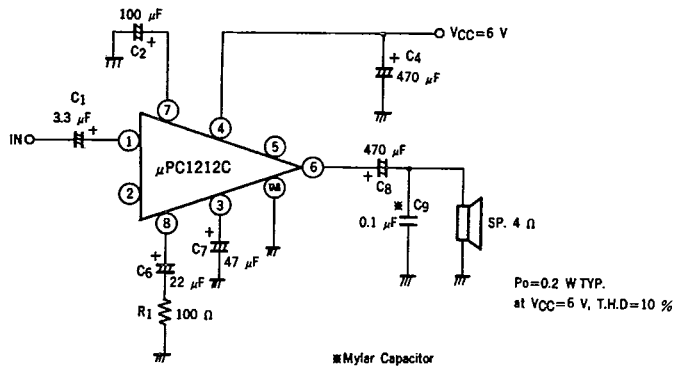 100 μF
C2 +
VCC=6 V
+ C4
470 μF
C1
3.3 μF
+
IN
1
7
4
5
6
μPC1212C
2
8
3
470 μF
+ C8
※ C9
0.1 μF
SP. 4 Ω
+
C6
22 μF
+
C7
47 μF
R1
100 Ω
Po=0.2 W TYP.
at VCC=6 V, T.H.D=10 %
※Mylar Capacitor